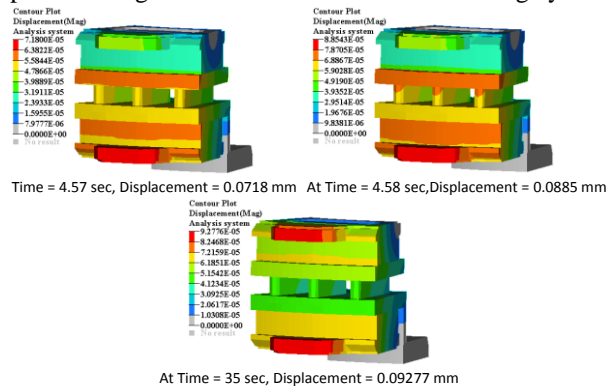 Contour Plot
Displacement(Mag)
Analysis system
7.1800E-05
6.3822E-05
5.5844E-05
4.7866E-05
3.9889E-05
3.1911E-05
2.3933E-05
1.5955E-05
7.9777E-06
0.0000E+00
No result
Time = 4.57 sec, Displacement = 0.0718 mm
Contour Plot
Displacement(Mag)
Analysis system
8.8543E-05
7.8705E-05
6.8867E-05
5.9028E-05
4.9190E-05
3.9352E-05
2.9514E-05
1.9676E-05
9.8381E-06
0.0000E+00
No result
At Time = 4.58 sec,Displacement = 0.0885 mm
Contour Plot
Displacement(Mag)
Analysis system
9.2776E-05
8.2468E-05
7.2159E-05
6.1851E-05
5.1542E-05
4.1234E-05
3.0925E-05
2.0617E-05
1.0308E-05
0.0000E+00
No result
At Time = 35 sec, Displacement = 0.09277 mm